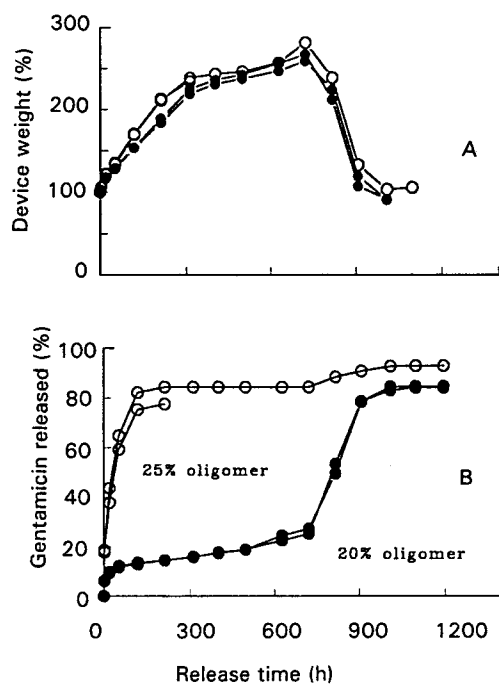 300
200
100
0
Device weight (%)
A
100
80
60
40
20
0
Gentamicin released (%)
25% oligomer
B
20% oligomer
0 300 600 900 1200
Release time (h)